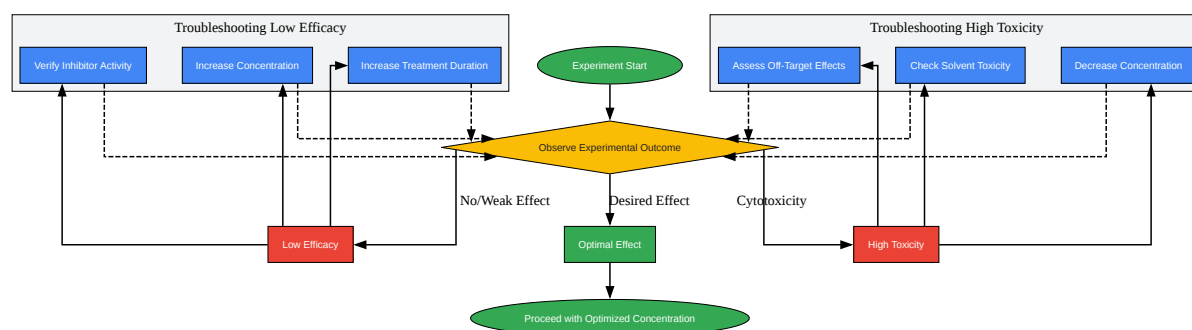 Troubleshooting Low Efficacy
Troubleshooting High Toxicity
Verify Inhibitor Activity
Increase Concentration
Increase Treatment Duration
Experiment Start
Assess Off-Target Effects
Check Solvent Toxicity
Decrease Concentration
Observe Experimental Outcome
No/Weak Effect
Desired Effect
Cytotoxicity
Low Efficacy
Optimal Effect
High Toxicity
Proceed with Optimized Concentration